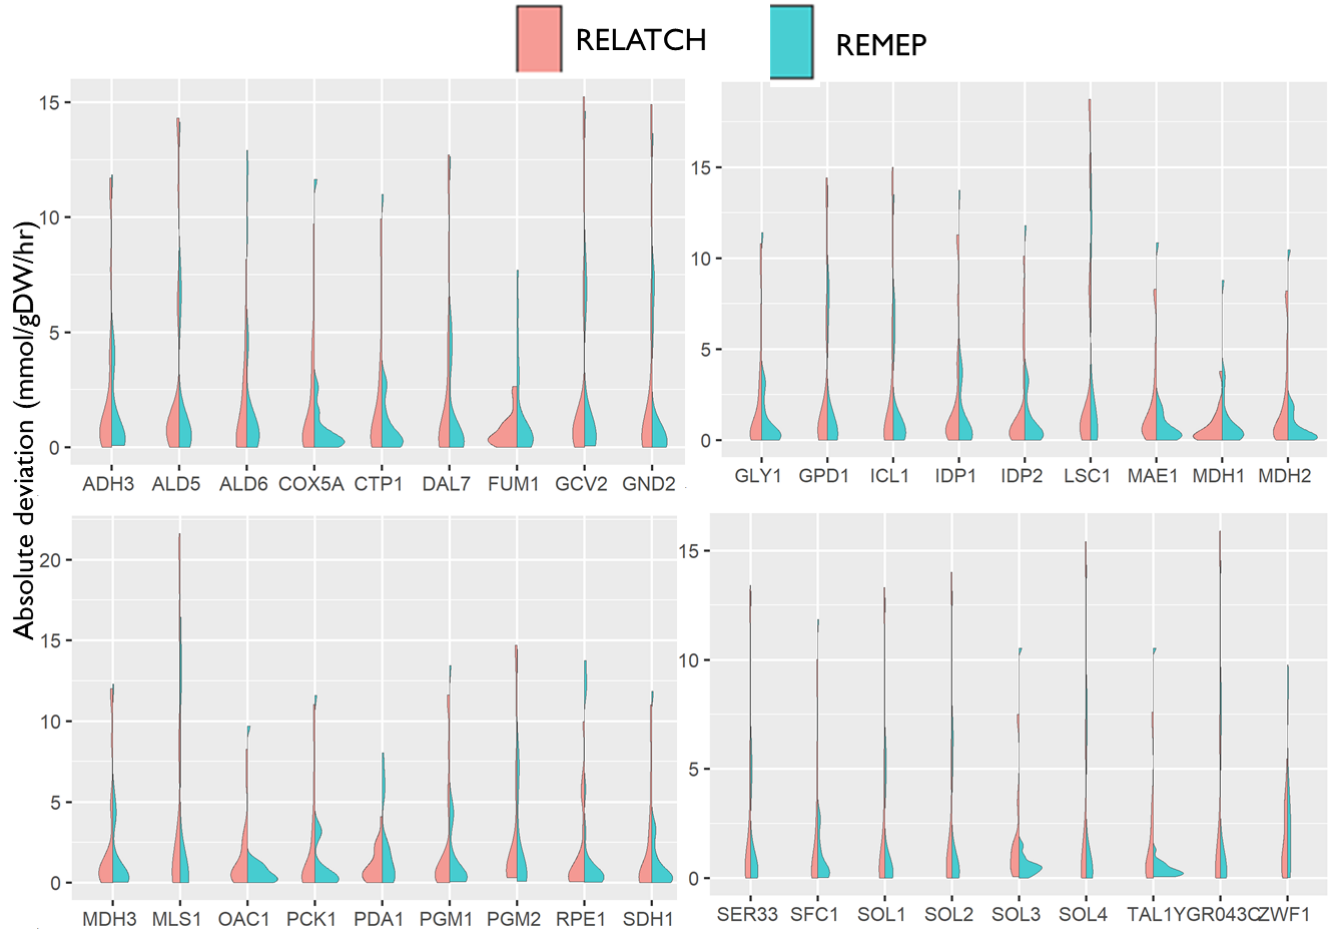 RELATCH
REMEP
Absolute deviation (mmol/gDW/hr)
15
10
5
0
ADH3 ALD5 ALD6 COX5A CTP1 DAL7 FUM1 GCV2 GND2
15
10
5
0
GLY1 GPD1 ICL1 IDP1 IDP2 LSC1 MAE1 MDH1 MDH2
20
15
10
5
0
MDH3 MLS1 OAC1 PCK1 PDA1 PGM1 PGM2 RPE1 SDH1
15
10
5
0
SER33 SFC1 SOL1 SOL2 SOL3 SOL4 TAL1 YGR043C ZWF1